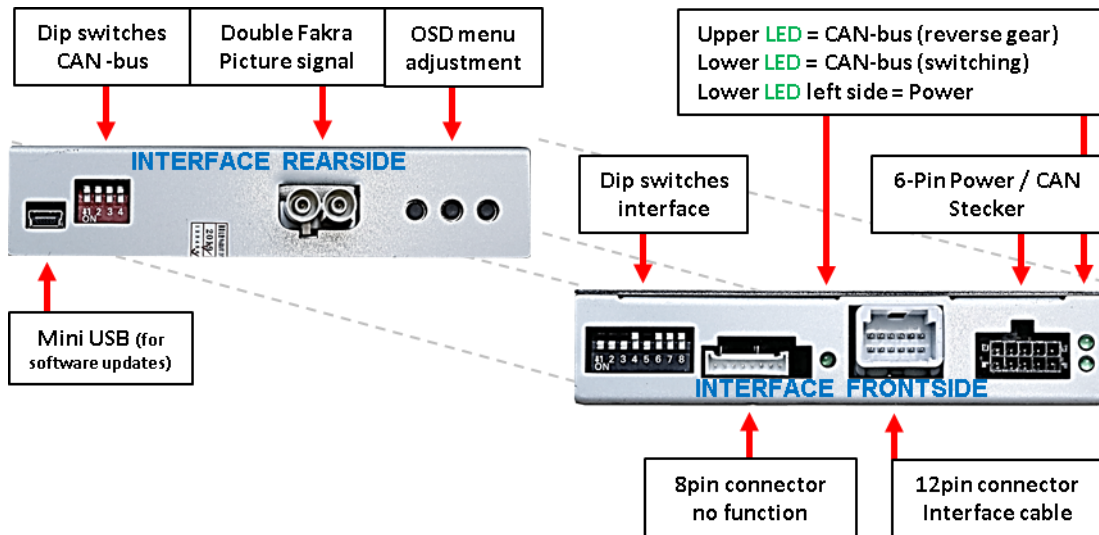 Dip switches
CAN -bus
Double Fakra
Picture signal
OSD menu
adjustment
Upper LED = CAN-bus (reverse gear)
Lower LED = CAN-bus (switching)
Lower LED left side = Power
INTERFACE REARSIDE
1 2 3 4
ON
Dip switches
interface
6-Pin Power / CAN
Stecker
Mini USB (for
software updates)
1 2 3 4 5 6 7 8
ON
INTERFACE FRONTSIDE
8pin connector
no function
12pin connector
Interface cable